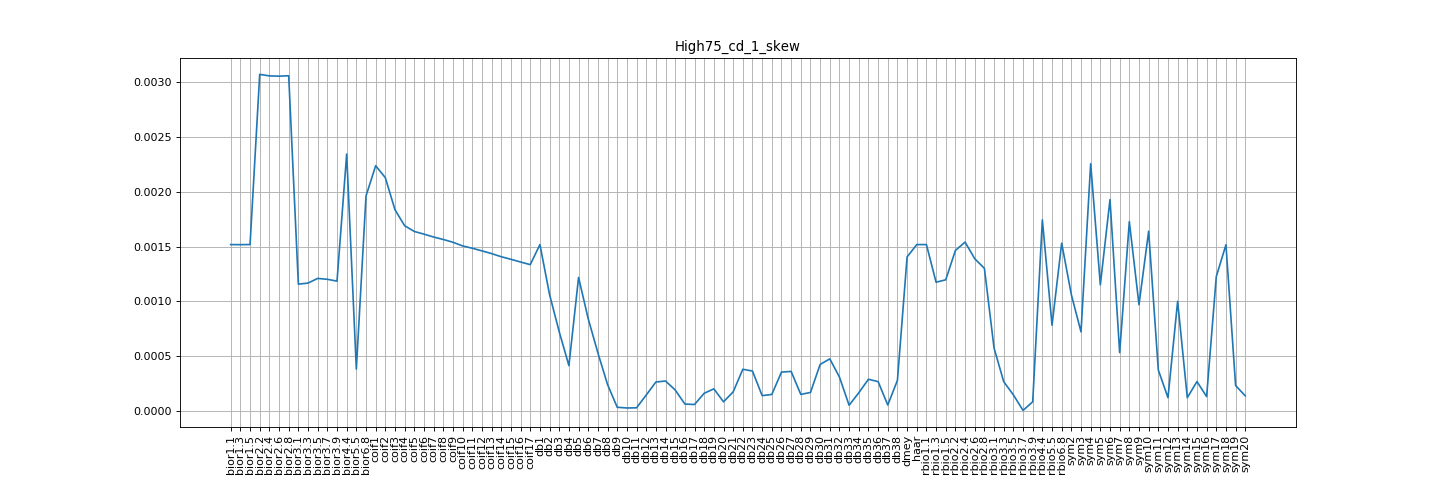 High75_cd_1_skew
0.0030
0.0025
0.0020
0.0015
0.0010
0.0005
0.0000
bior1.1
bior1.3
bior1.5
bior2.2
bior2.4
bior2.6
bior2.8
bior3.1
bior3.3
bior3.5
bior3.7
bior3.9
bior4.4
bior5.5
bior6.8
coif1
coif2
coif3
coif4
coif5
coif6
coif7
coif8
coif9
coif10
coif11
coif12
coif13
coif14
coif15
coif16
coif17
db1
db2
db3
db4
db5
db6
db7
db8
db9
db10
db11
db12
db13
db14
db15
db16
db17
db18
db19
db20
db21
db22
db23
db24
db25
db26
db27
db28
db29
db30
db31
db32
db33
db34
db35
db36
db37
db38
dmey
haar
rbio1.1
rbio1.3
rbio1.5
rbio2.2
rbio2.4
rbio2.6
rbio2.8
rbio3.1
rbio3.3
rbio3.5
rbio3.7
rbio3.9
rbio4.4
rbio5.5
rbio6.8
sym2
sym3
sym4
sym5
sym6
sym7
sym8
sym9
sym10
sym11
sym12
sym13
sym14
sym15
sym16
sym17
sym18
sym19
sym20